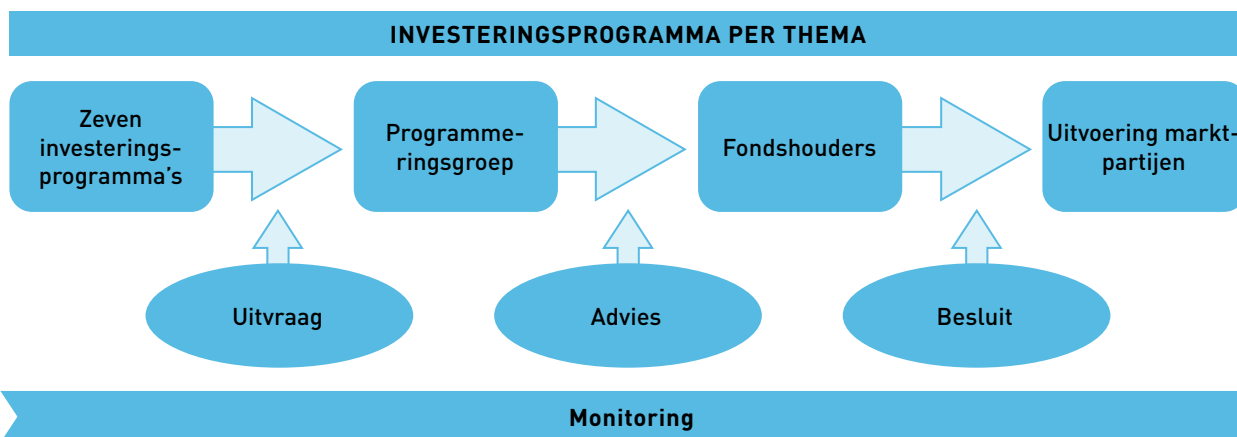 INVESTERINGSPROGRAMMA PER THEMA
Zeven
investerings-
programma's
Programme-
ringsgroep
Fondshouders
Uitvoering markt-
partijen
Uitvraag
Advies
Besluit
Monitoring